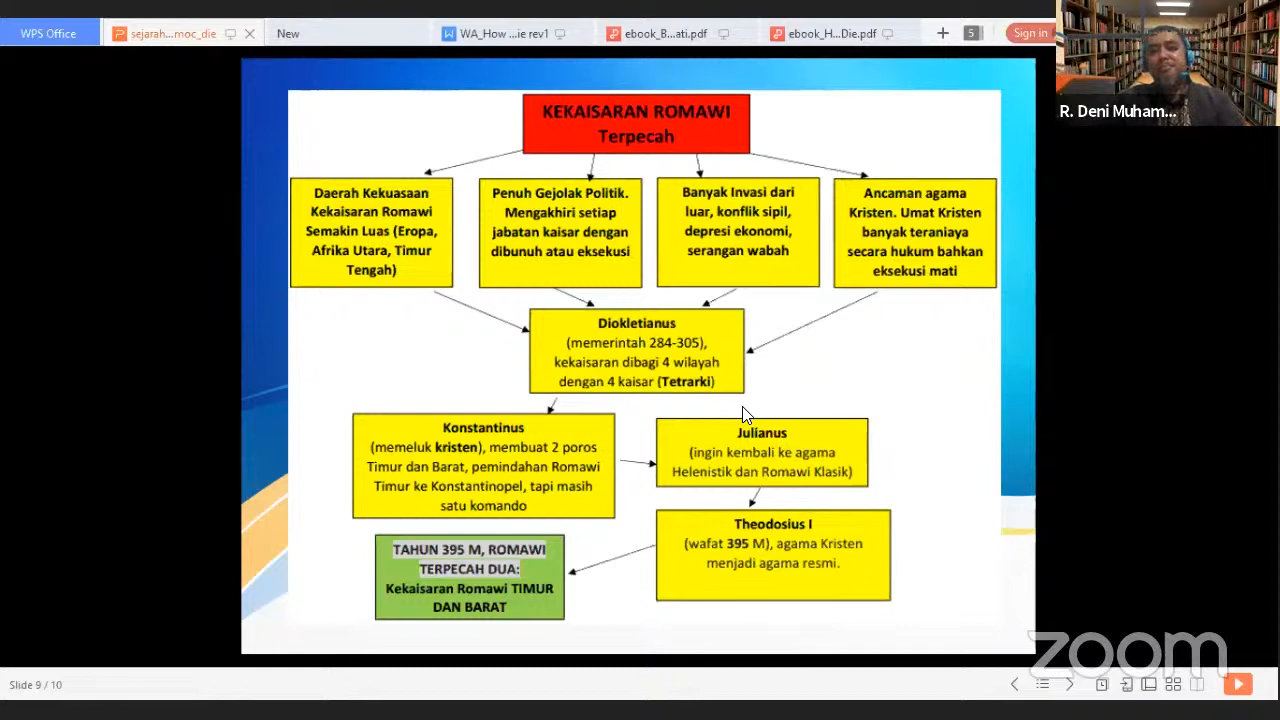 WPS Office
sejarah...moc_die
New
WA_How ...ie rev1
ebook_B...ati.pdf
ebook_H...Die.pdf
5
Sign in
R. Deni Muham...
KEKAISARAN ROMAWI
Terpecah
Daerah Kekuasaan
Kekaisaran Romawi
Semakin Luas (Eropa,
Afrika Utara, Timur
Tengah)
Penuh Gejolak Politik.
Mengakhiri setiap
jabatan kaisar dengan
dibunuh atau eksekusi
Banyak Invasi dari
luar, konflik sipil,
depresi ekonomi,
serangan wabah
Ancaman agama
Kristen. Umat Kristen
banyak teraniaya
secara hukum bahkan
eksekusi mati
Diokletianus
(memerintah 284-305),
kekaisaran dibagi 4 wilayah
dengan 4 kaisar (Tetrarki)
Konstantinus
(memeluk kristen), membuat 2 poros
Timur dan Barat, pemindahan Romawi
Timur ke Konstantinopel, tapi masih
satu komando
Julianus
(ingin kembali ke agama
Helenistik dan Romawi Klasik)
Theodosius I
(wafat 395 M), agama Kristen
menjadi agama resmi.
TAHUN 395 M, ROMAWI
TERPECAH DUA:
Kekaisaran Romawi TIMUR
DAN BARAT
zoom
Slide 9 / 10